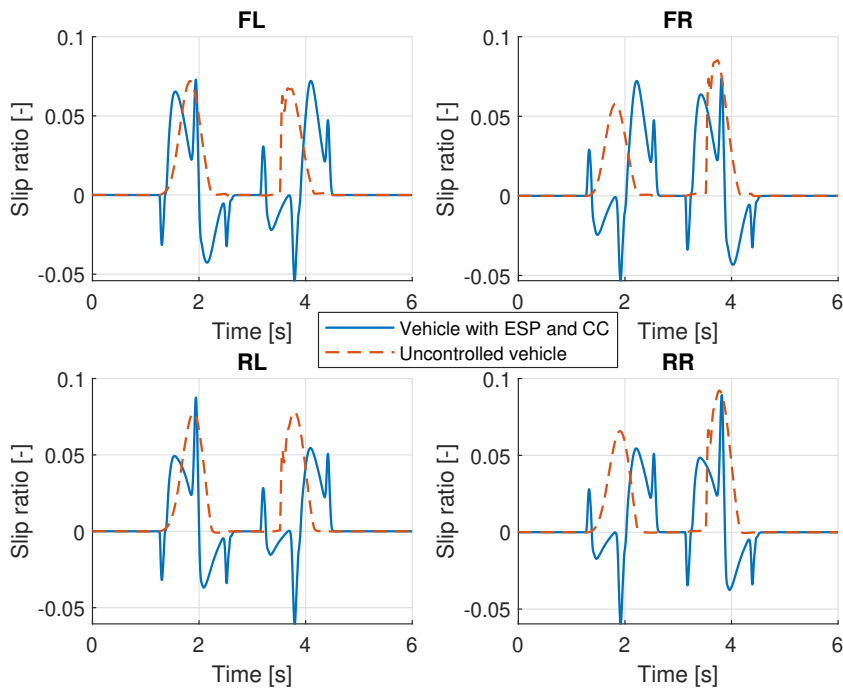 FL
0.1
0.05
0
-0.05
Slip ratio [-]
0 2 4 6
Time [s]
FR
0.1
0.05
0
-0.05
Slip ratio [-]
0 2 4 6
Time [s]
Vehicle with ESP and CC
Uncontrolled vehicle
RL
0.1
0.05
0
-0.05
Slip ratio [-]
0 2 4 6
Time [s]
RR
0.1
0.05
0
-0.05
Slip ratio [-]
0 2 4 6
Time [s]